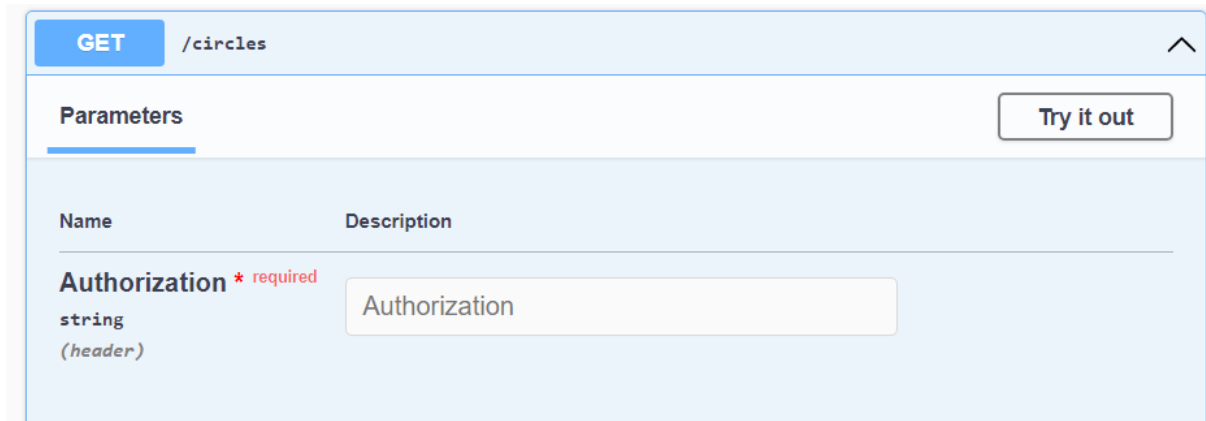 GET /circles
Parameters
Try it out
Name Description
Authorization * required
string
(header)
Authorization